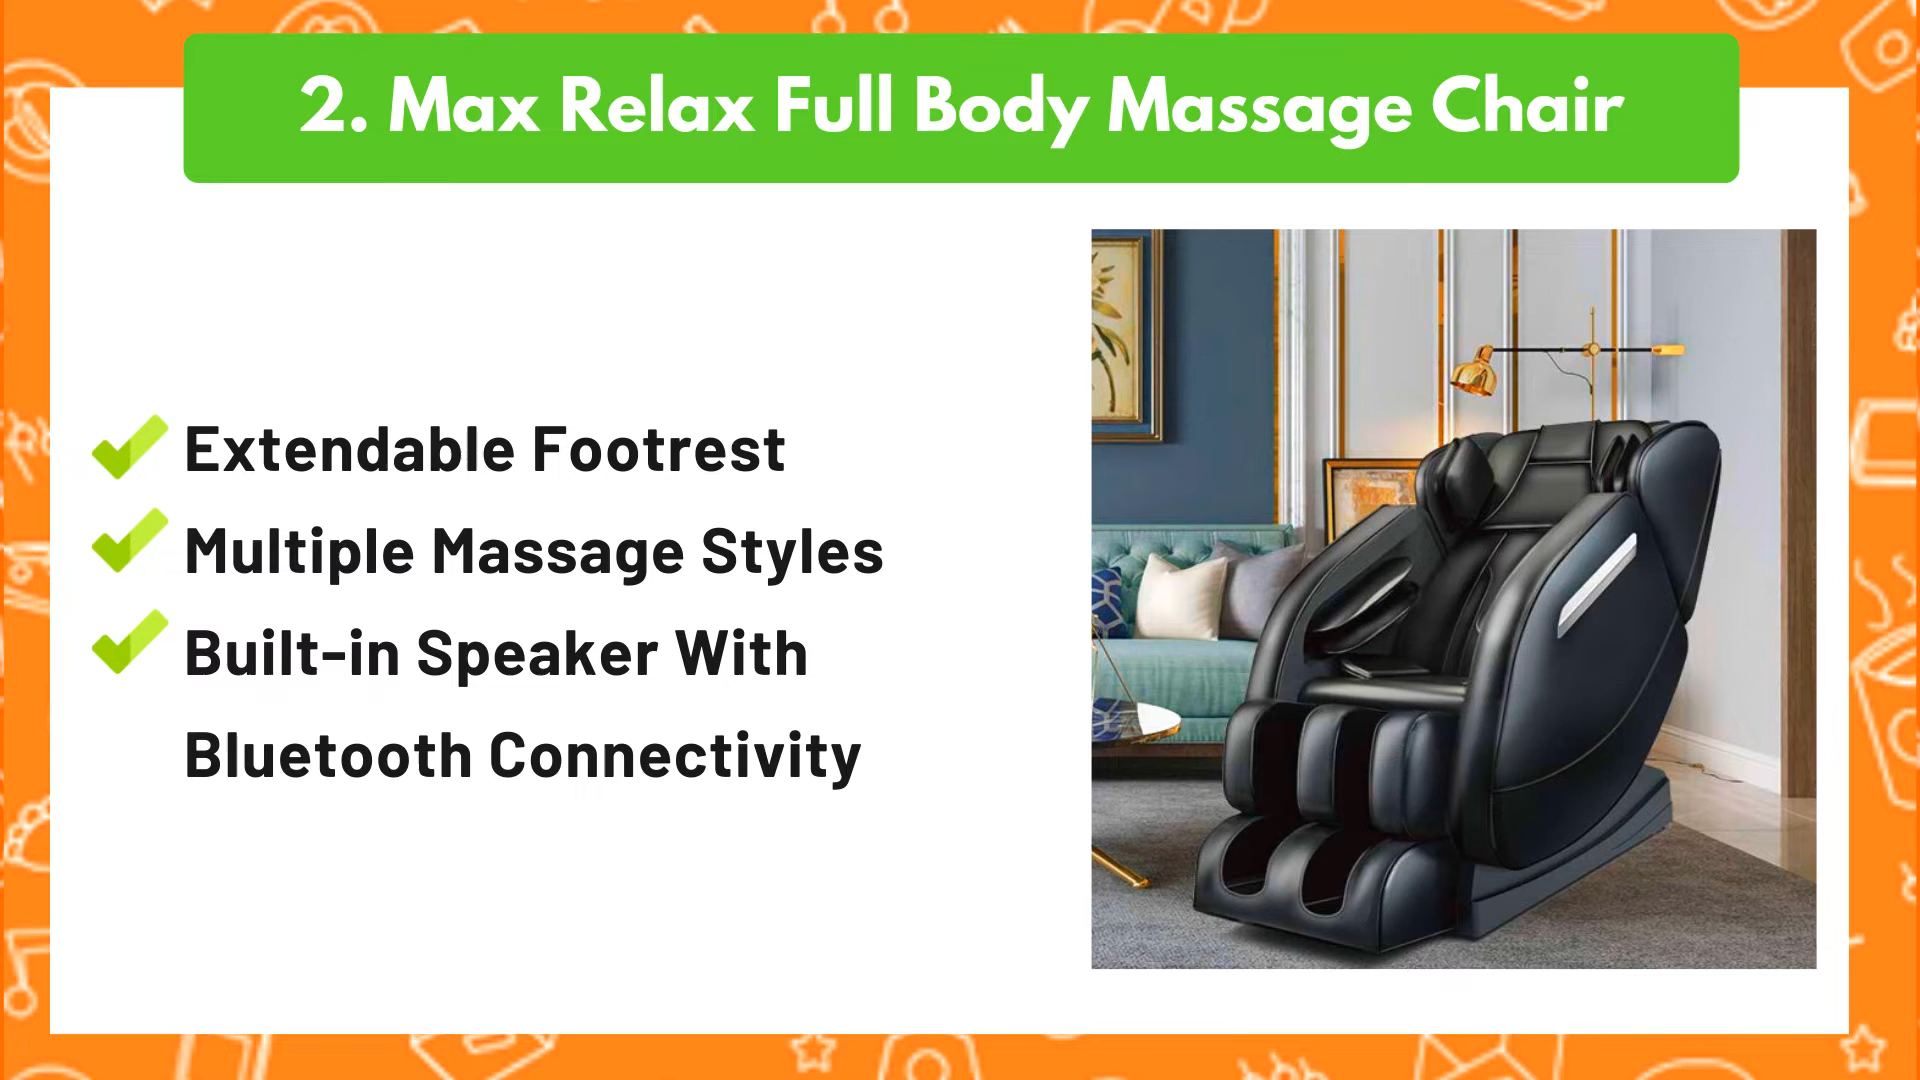 2. Max Relax Full Body Massage Chair
Extendable Footrest
Multiple Massage Styles
Built-in Speaker With
Bluetooth Connectivity